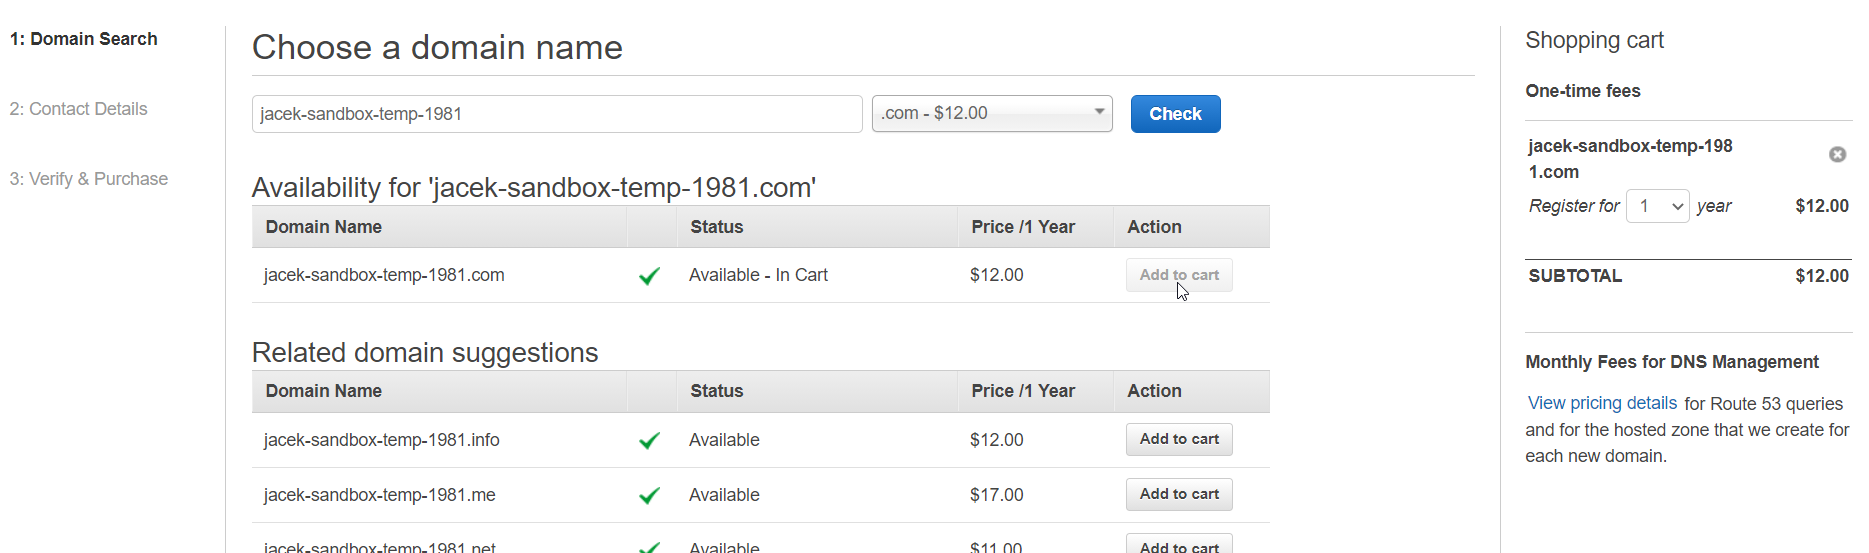 1: Domain Search
2: Contact Details
3: Verify & Purchase
Choose a domain name
jacek-sandbox-temp-1981
.com - $12.00
Check
Availability for 'jacek-sandbox-temp-1981.com'
Domain Name Status Price /1 Year Action
jacek-sandbox-temp-1981.com Available - In Cart $12.00 Add to cart
Related domain suggestions
Domain Name Status Price /1 Year Action
jacek-sandbox-temp-1981.info Available $12.00 Add to cart
jacek-sandbox-temp-1981.me Available $17.00 Add to cart
jacek-sandbox-temp-1981.net Available $11.00 Add to cart
Shopping cart
One-time fees
jacek-sandbox-temp-198
1.com
Register for 1 year $12.00
SUBTOTAL $12.00
Monthly Fees for DNS Management
View pricing details for Route 53 queries
and for the hosted zone that we create for
each new domain.